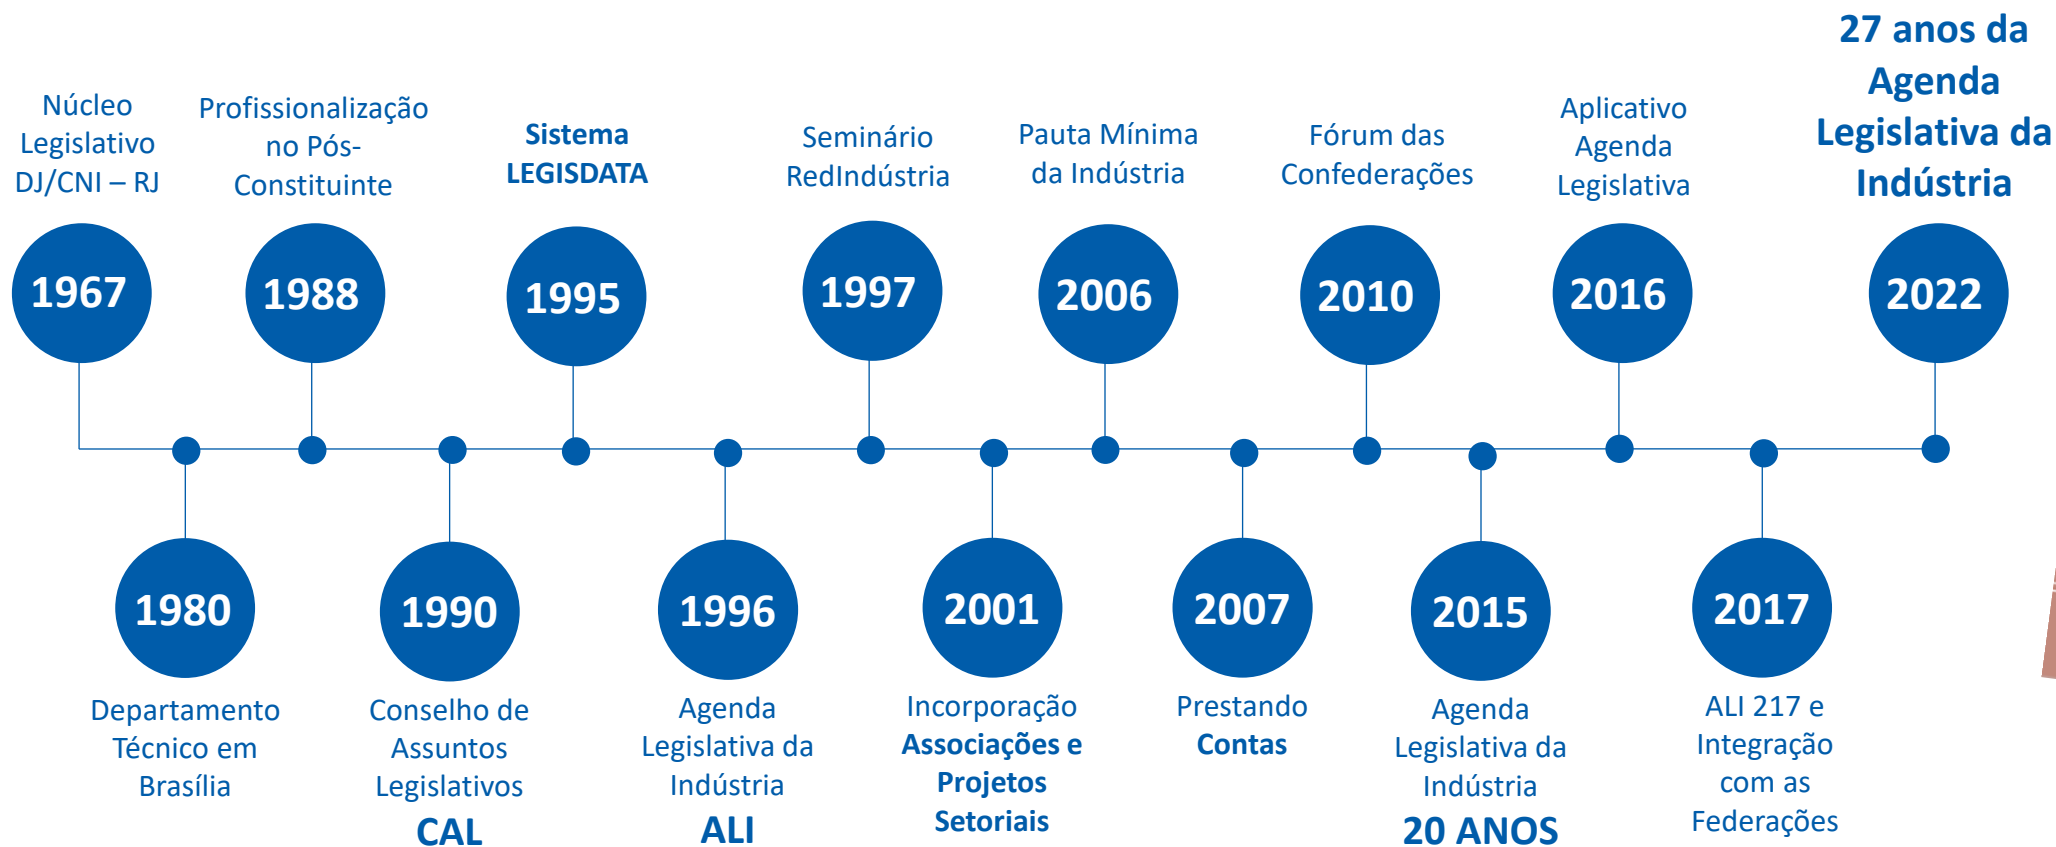 Núcleo
Legislativo
DJ/CNI – RJ
1967
Profissionalização
no Pós-
Constituinte
1988
Sistema
LEGISDATA
1995
Seminário
RedIndústria
1997
Pauta Mínima
da Indústria
2006
Fórum das
Confederações
2010
Aplicativo
Agenda
Legislativa
2016
27 anos da
Agenda
Legislativa da
Indústria
2022
1980
Departamento
Técnico em
Brasília
1990
Conselho de
Assuntos
Legislativos
CAL
1996
Agenda
Legislativa da
Indústria
ALI
2001
Incorporação
Associações e
Projetos
Setoriais
2007
Prestando
Contas
2015
Agenda
Legislativa da
Indústria
20 ANOS
2017
ALI 217 e
Integração
com as
Federações